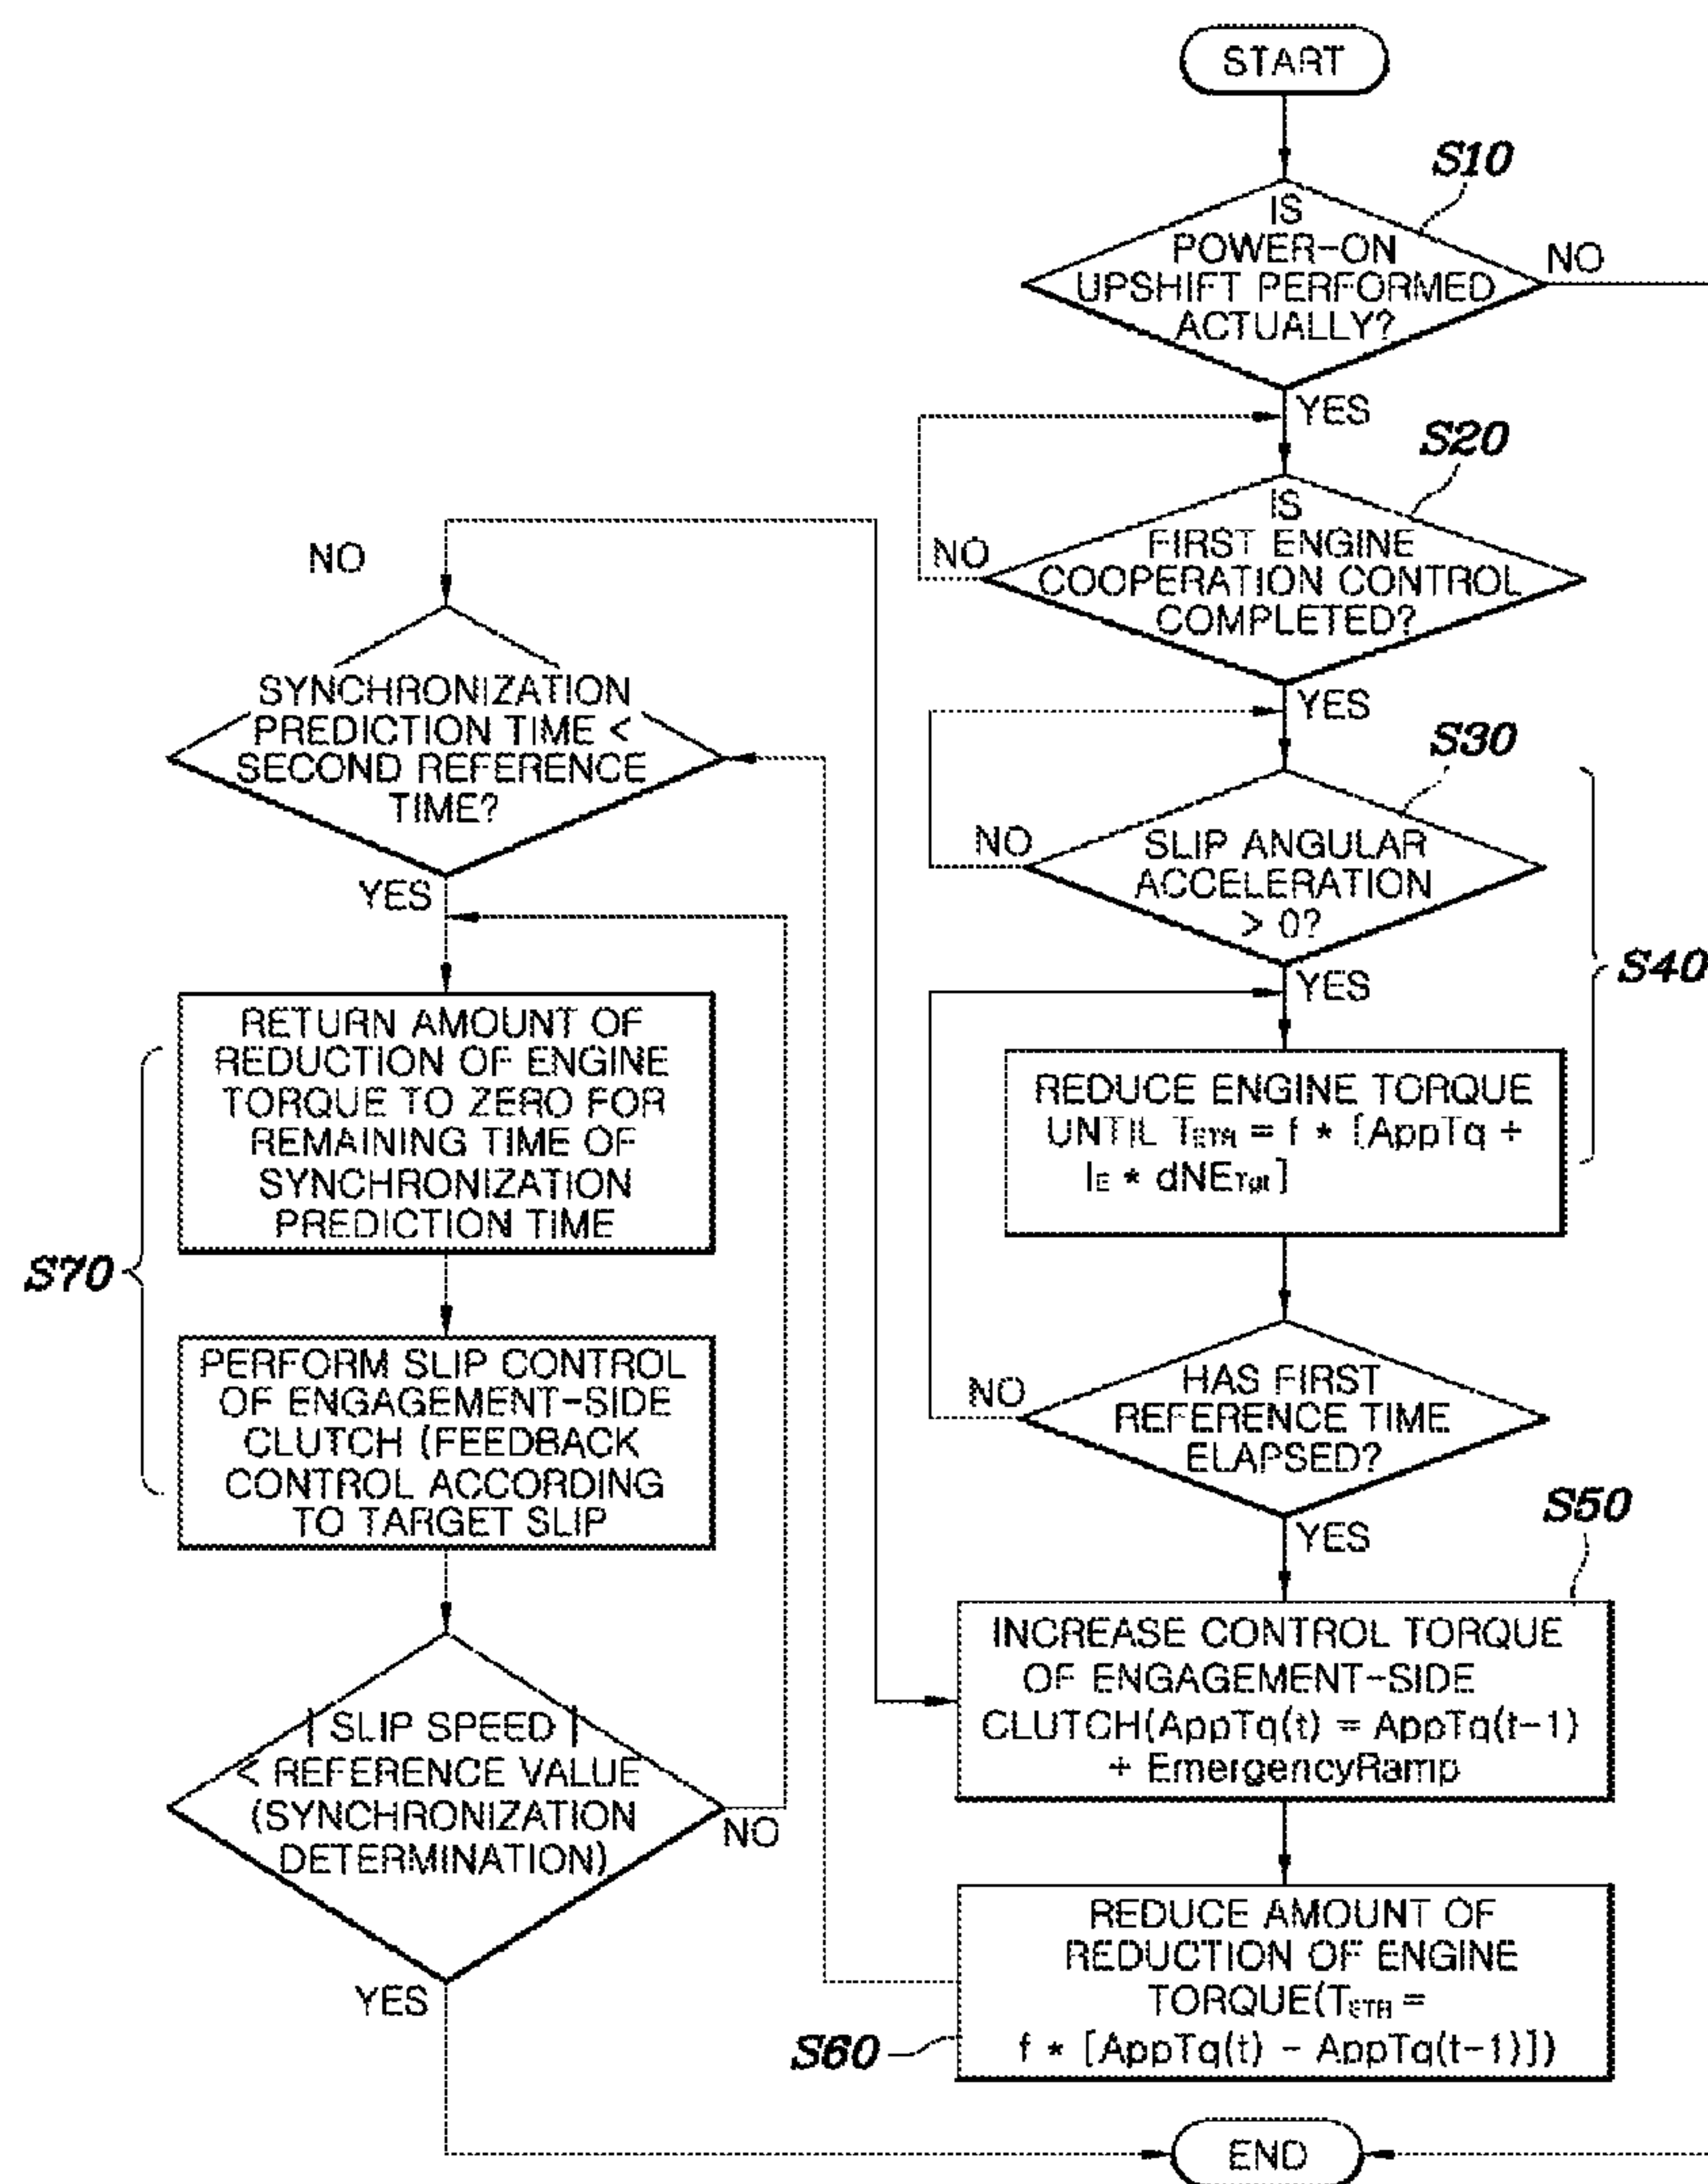 START
S10
IS
POWER-ON
UPSHIFT PERFORMED
ACTUALLY?
NO
YES
S20
IS
FIRST ENGINE
COOPERATION CONTROL
COMPLETED?
NO
YES
S30
SLIP ANGULAR
ACCELERATION
> 0?
NO
YES
S40
REDUCE ENGINE TORQUE
UNTIL TETR = f * [AppTq +
IE * dNETgt]
HAS FIRST
REFERENCE TIME
ELAPSED?
NO
YES
S50
INCREASE CONTROL TORQUE
OF ENGAGEMENT-SIDE
CLUTCH(AppTq(t) = AppTq(t-1)
+ EmergencyRamp
REDUCE AMOUNT OF
REDUCTION OF ENGINE
TORQUE(TETR =
f * [AppTq(t) - AppTq(t-1)])
S60
NO
SYNCHRONIZATION
PREDICTION TIME <
SECOND REFERENCE
TIME?
YES
RETURN AMOUNT OF
REDUCTION OF ENGINE
TORQUE TO ZERO FOR
REMAINING TIME OF
SYNCHRONIZATION
PREDICTION TIME
S70
PERFORM SLIP CONTROL
OF ENGAGEMENT-SIDE
CLUTCH (FEEDBACK
CONTROL ACCORDING
TO TARGET SLIP
| SLIP SPEED |
< REFERENCE VALUE
(SYNCHRONIZATION
DETERMINATION)
NO
YES
END